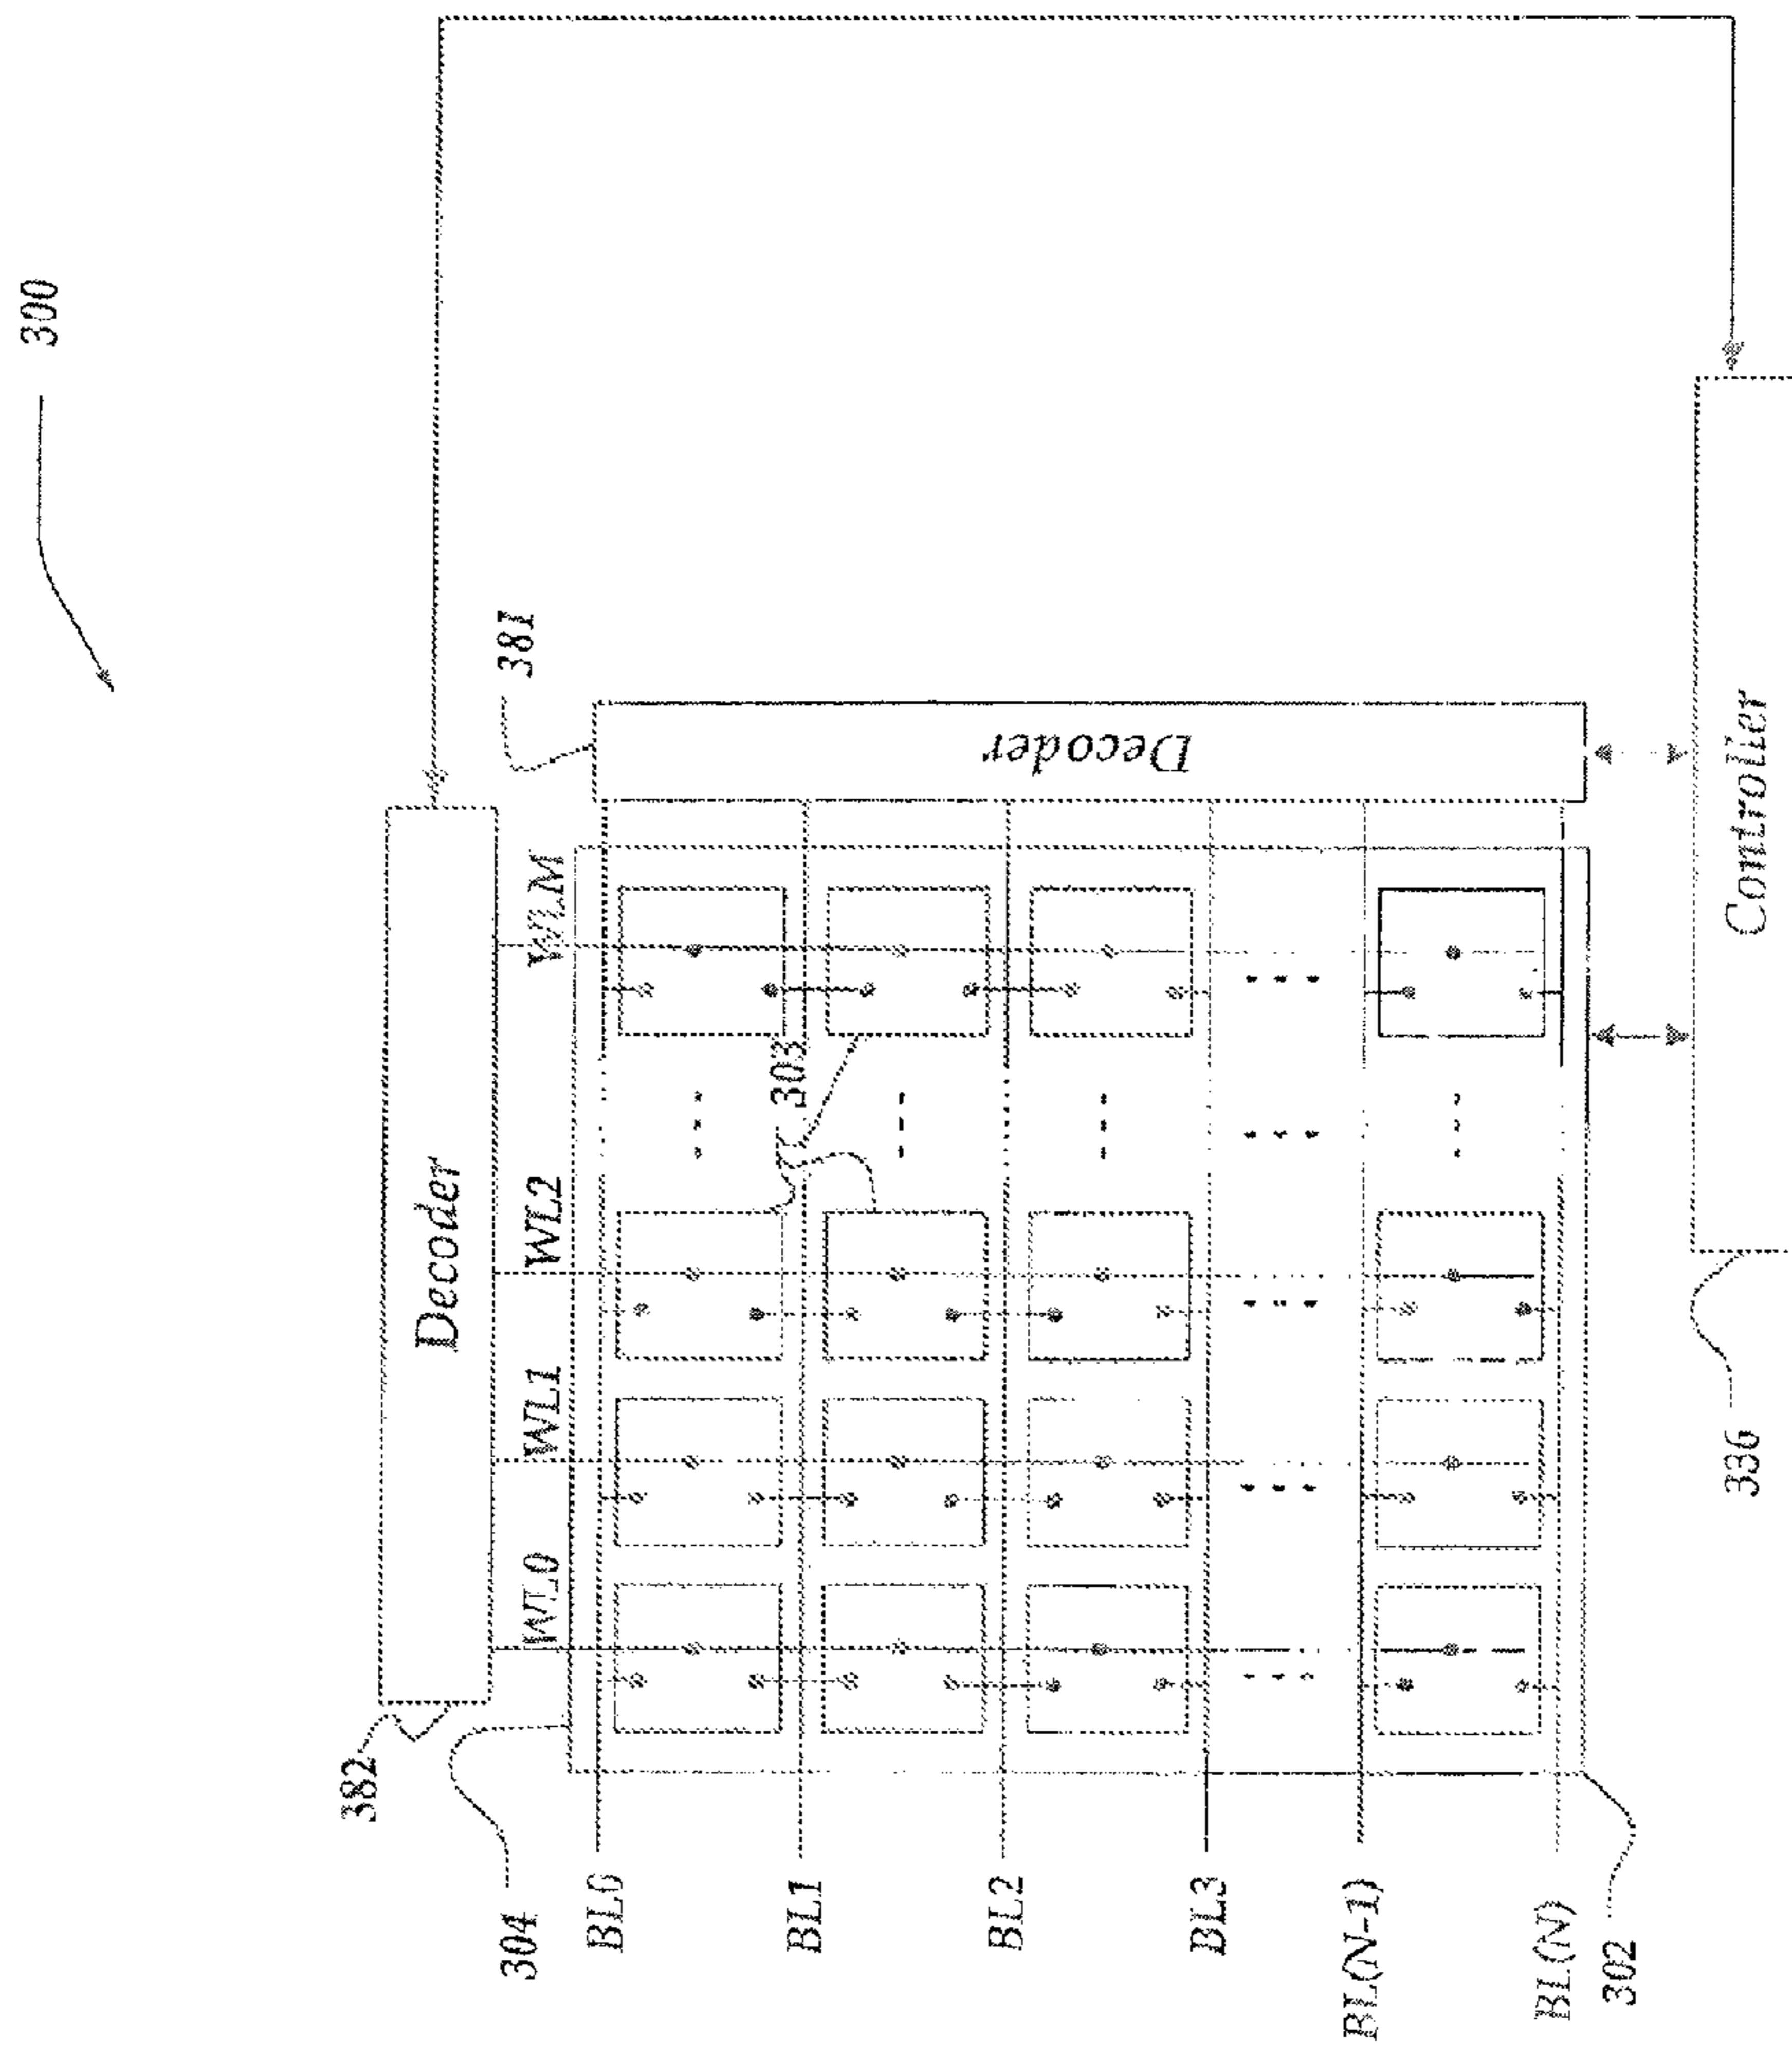 300
382
Decoder
WL0
WL1
WL2
WLM
381
Decoder
303
304
BL0
BL1
BL2
BL3
BL(N-1)
BL(N)
302
336
Controller